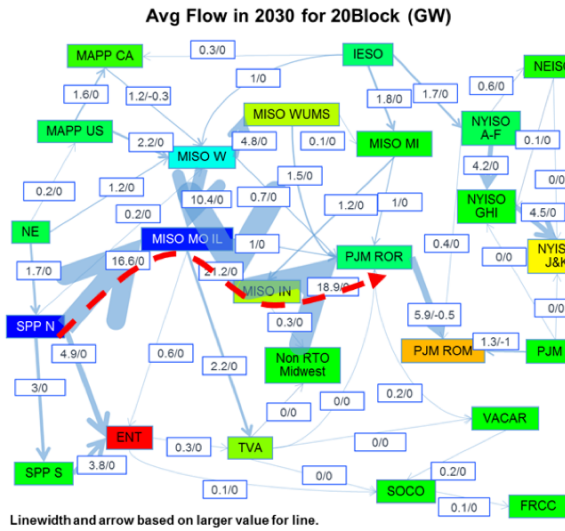 Avg Flow in 2030 for 20Block (GW)
MAPP CA
0.3/0
IESO
NEISO
1.6/0
1.2/-0.3
1/0
1.8/0
1.7/0
0.6/0
MISO WUMS
MAPP US
NYISO
A-F
2.2/0
4.8/0
0.1/0
MISO MI
0.1/0
MISO W
4.2/0
0.2/0
1.2/0
10.4/0
0.7/0
1.5/0
0/0
NYISO
GHI
0.2/0
1.2/0
1/0
4.5/0
NE
MISO MO IL
1/0
0.4/0
PJM ROR
0/0
NYIS
J&K
1.7/0
16.6/0
21.2/0
MISO IN
18.9/0
SPP N
0.3/0
5.9/-0.5
0/0
4.9/0
0.6/0
2.2/0
Non RTO
Midwest
PJM ROM
1.3/-1
PJM
3/0
0/0
0/0
0.2/0
VACAR
ENT
0.3/0
TVA
0/0
SPP S
3.8/0
0/0
0.2/0
0.1/0
SOCO
0.1/0
FRCC
Linewidth and arrow based on larger value for line.